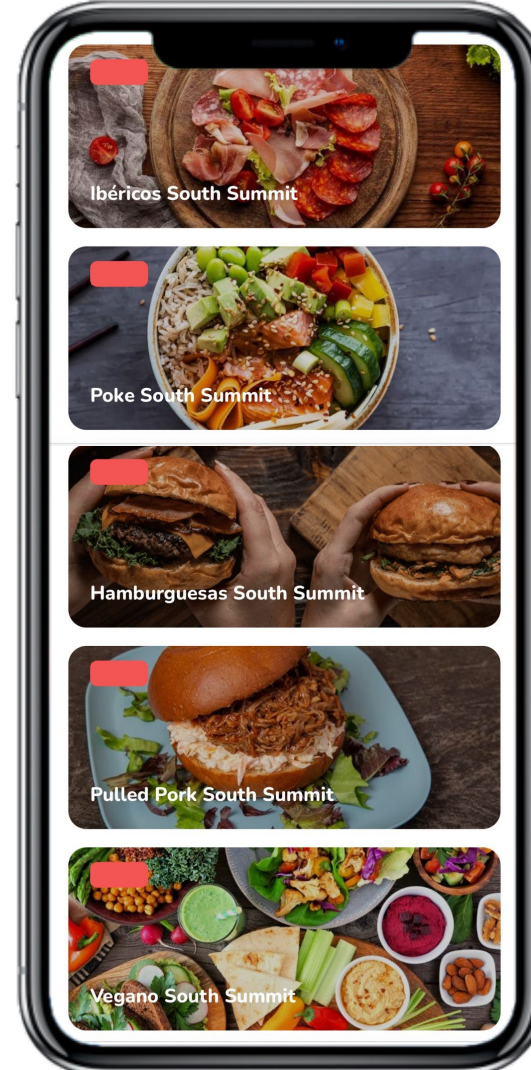 Ibéricos South Summit
Poke South Summit
Hamburguesas South Summit
Pulled Pork South Summit
Vegano South Summit